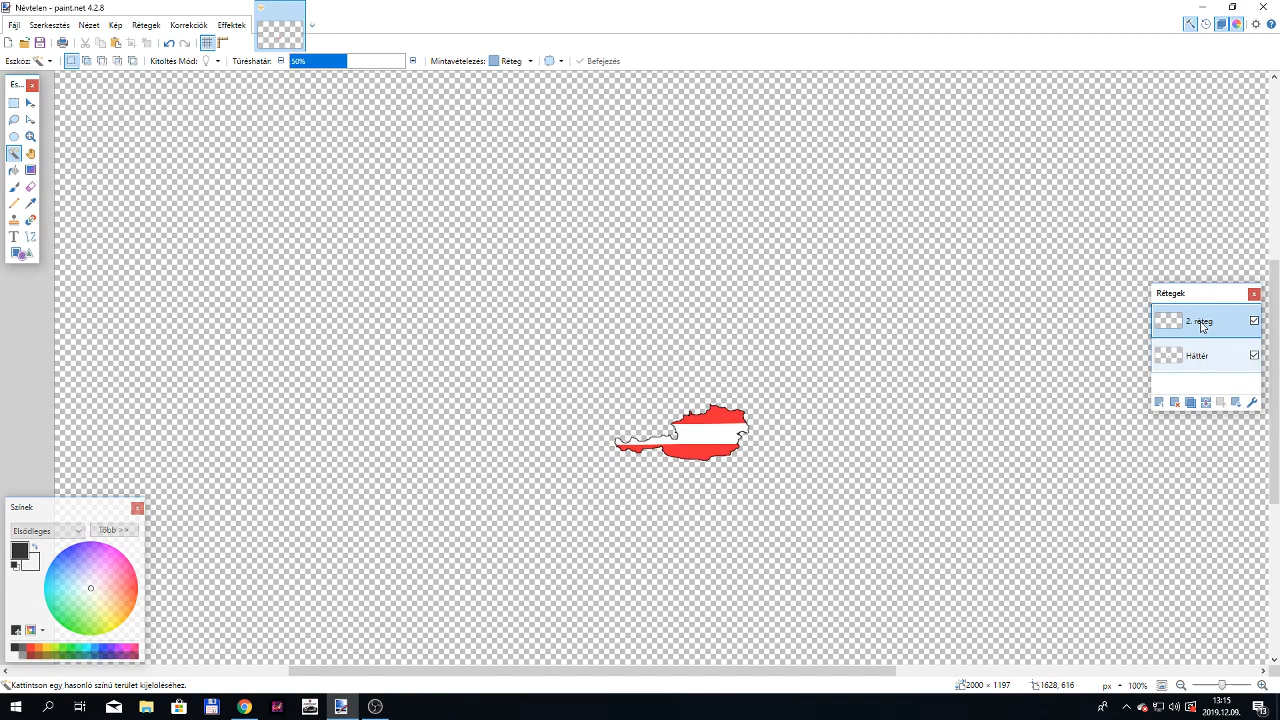 Névtelen - paint.net 4.2.8
Fájl Szerkesztés Nézet Kép Rétegek Korrekciók Effektek
Eszköz Kitöltés Mód: Tűréshatár: 50% Mintavételezés: Réteg Befejezés
Es...
Rétegek
2. réteg
Háttér
Színek
Elsődleges Több >>
Kattintson egy hasonló színű terület kijelöléséhez. 2000 × 1197 1628, 616 px 100%
13:15
2019.12.09.
13